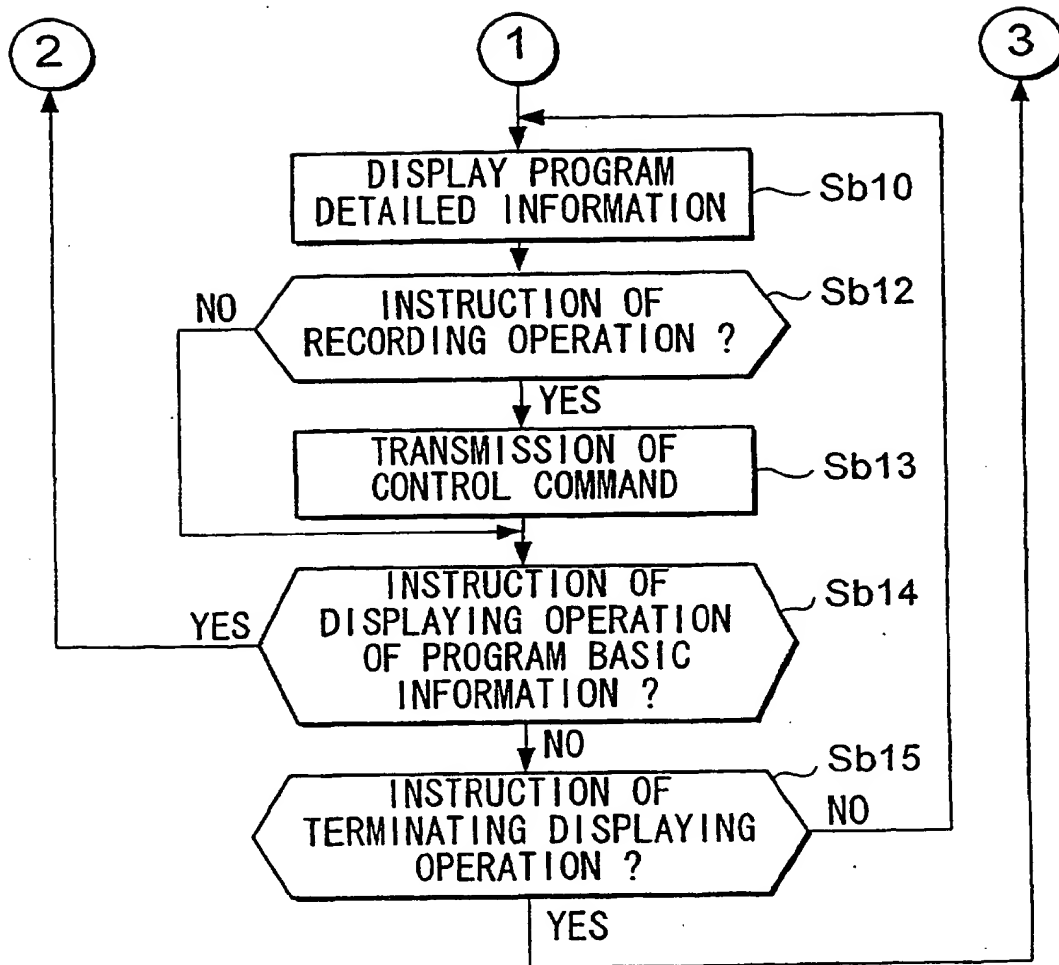 2
1
3
DISPLAY PROGRAM
DETAILED INFORMATION
Sb10
INSTRUCTION OF
RECORDING OPERATION ?
Sb12
NO
YES
TRANSMISSION OF
CONTROL COMMAND
Sb13
INSTRUCTION OF
DISPLAYING OPERATION
OF PROGRAM BASIC
INFORMATION ?
Sb14
YES
NO
INSTRUCTION OF
TERMINATING DISPLAYING
OPERATION ?
Sb15
NO
YES